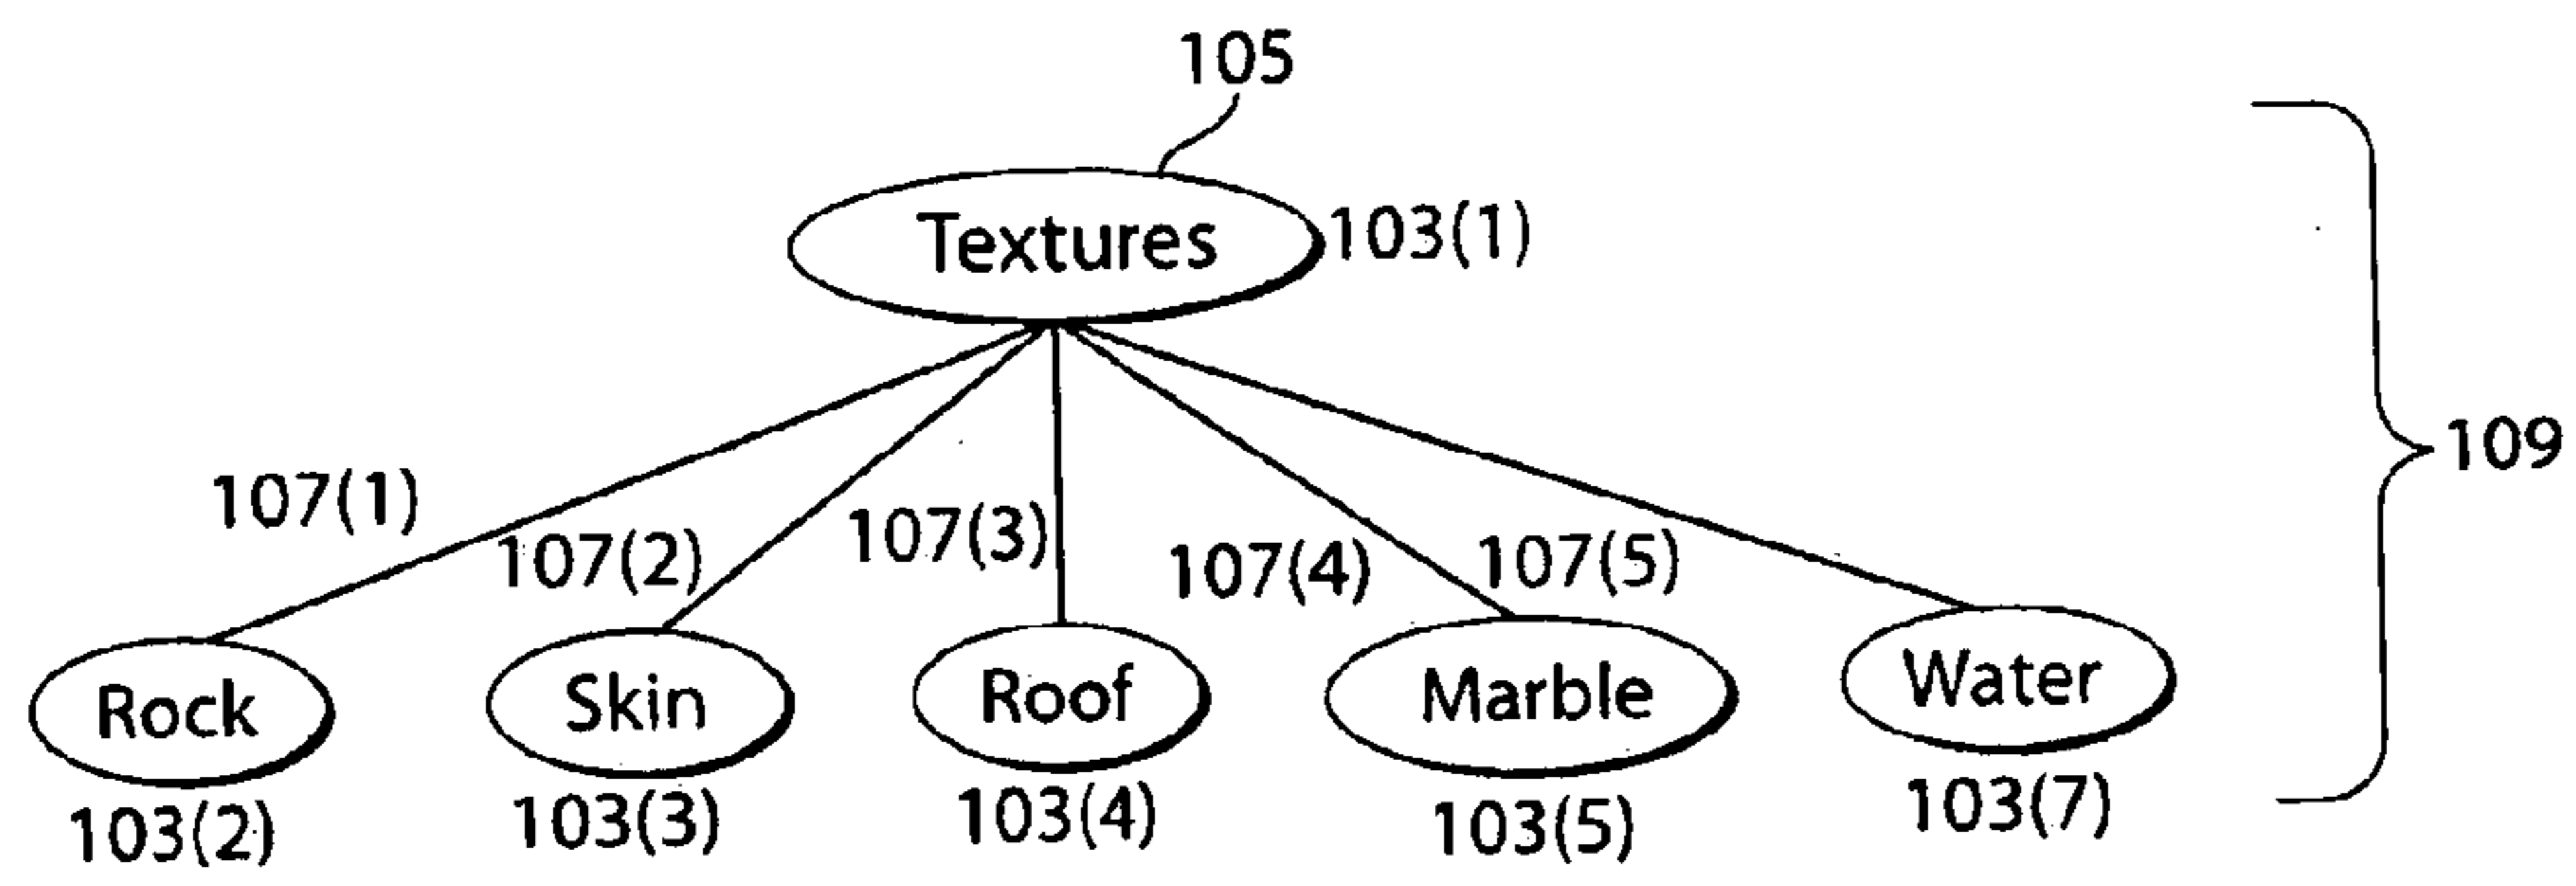 105
Textures 103(1)
109
107(1) 107(2) 107(3) 107(4) 107(5)
Rock Skin Roof Marble Water
103(2) 103(3) 103(4) 103(5) 103(7)